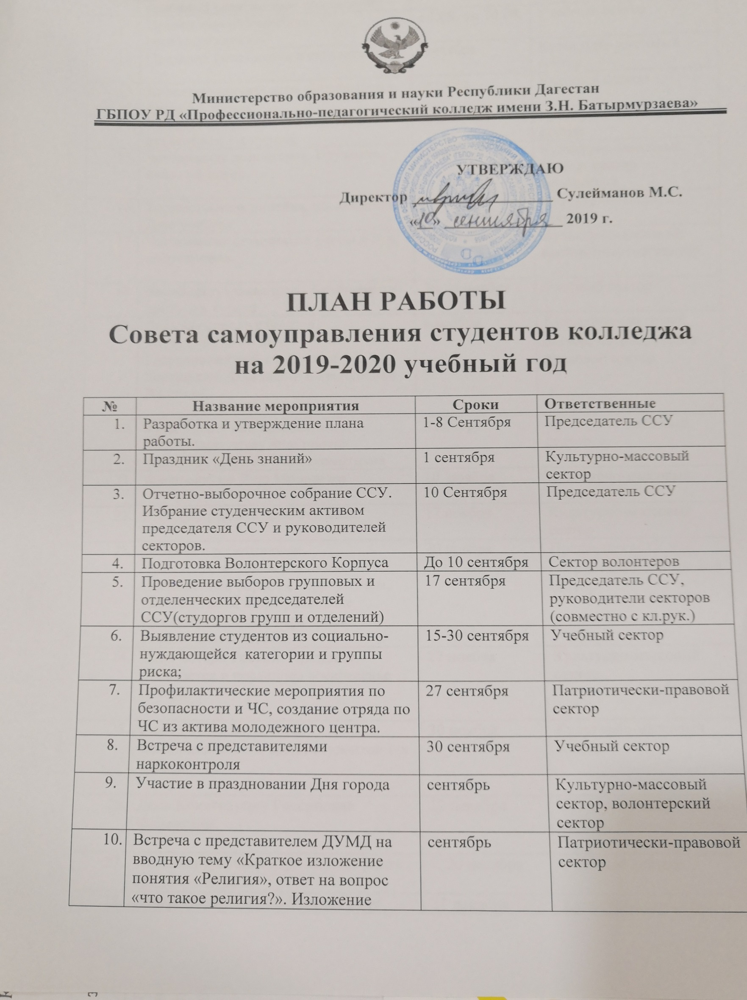 Министерство образования и науки Республики Дагестан
ГБПОУ РД «Профессионально-педагогический колледж имени З.Н. Батырмурзаева»
УТВЕРЖДАЮ
Директор Сулейманов М.С.
«10» сентября 2019 г.
ПЛАН РАБОТЫ
Совета самоуправления студентов колледжа
на 2019-2020 учебный год
№ Название мероприятия Сроки Ответственные
1. Разработка и утверждение плана 1-8 Сентября Председатель ССУ
работы.
2. Праздник «День знаний» 1 сентября Культурно-массовый
сектор
3. Отчетно-выборочное собрание ССУ. 10 Сентября Председатель ССУ
Избрание студенческим активом
председателя ССУ и руководителей
секторов.
4. Подготовка Волонтерского Корпуса До 10 сентября Сектор волонтеров
5. Проведение выборов групповых и 17 сентября Председатель ССУ,
отделенческих председателей руководители секторов
ССУ(студоргов групп и отделений) (совместно с кл.рук.)
6. Выявление студентов из социально- 15-30 сентября Учебный сектор
нуждающейся категории и группы
риска;
7. Профилактические мероприятия по 27 сентября Патриотически-правовой
безопасности и ЧС, создание отряда по сектор
ЧС из актива молодежного центра.
8. Встреча с представителями 30 сентября Учебный сектор
наркоконтроля
9. Участие в праздновании Дня города сентябрь Культурно-массовый
сектор, волонтерский
сектор
10. Встреча с представителем ДУМД на сентябрь Патриотически-правовой
вводную тему «Краткое изложение сектор
понятия «Религия», ответ на вопрос
«что такое религия?». Изложение